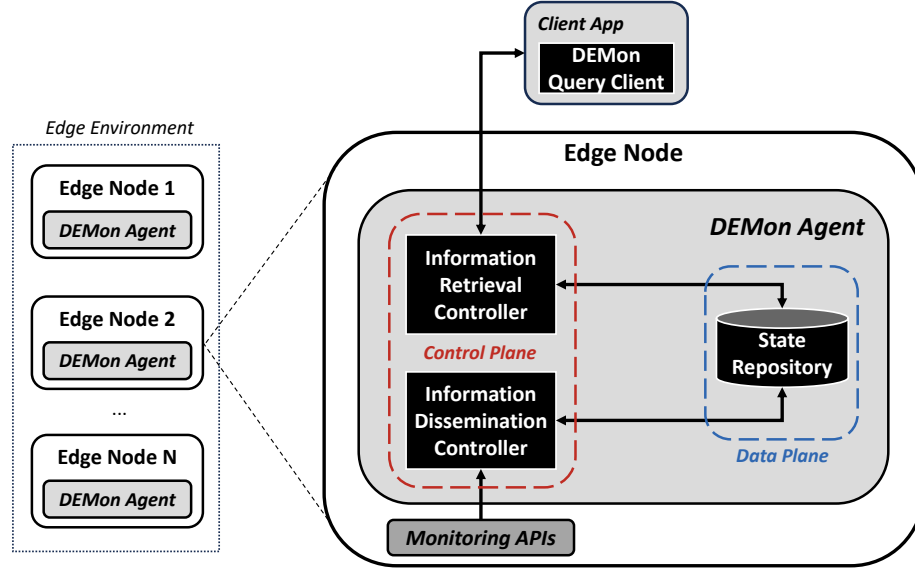 Client App
DEMon
Query Client
Edge Environment
Edge Node 1
DEMon Agent
Edge Node 2
DEMon Agent
...
Edge Node N
DEMon Agent
Edge Node
DEMon Agent
Information
Retrieval
Controller
Control Plane
Information
Dissemination
Controller
State
Repository
Data Plane
Monitoring APIs